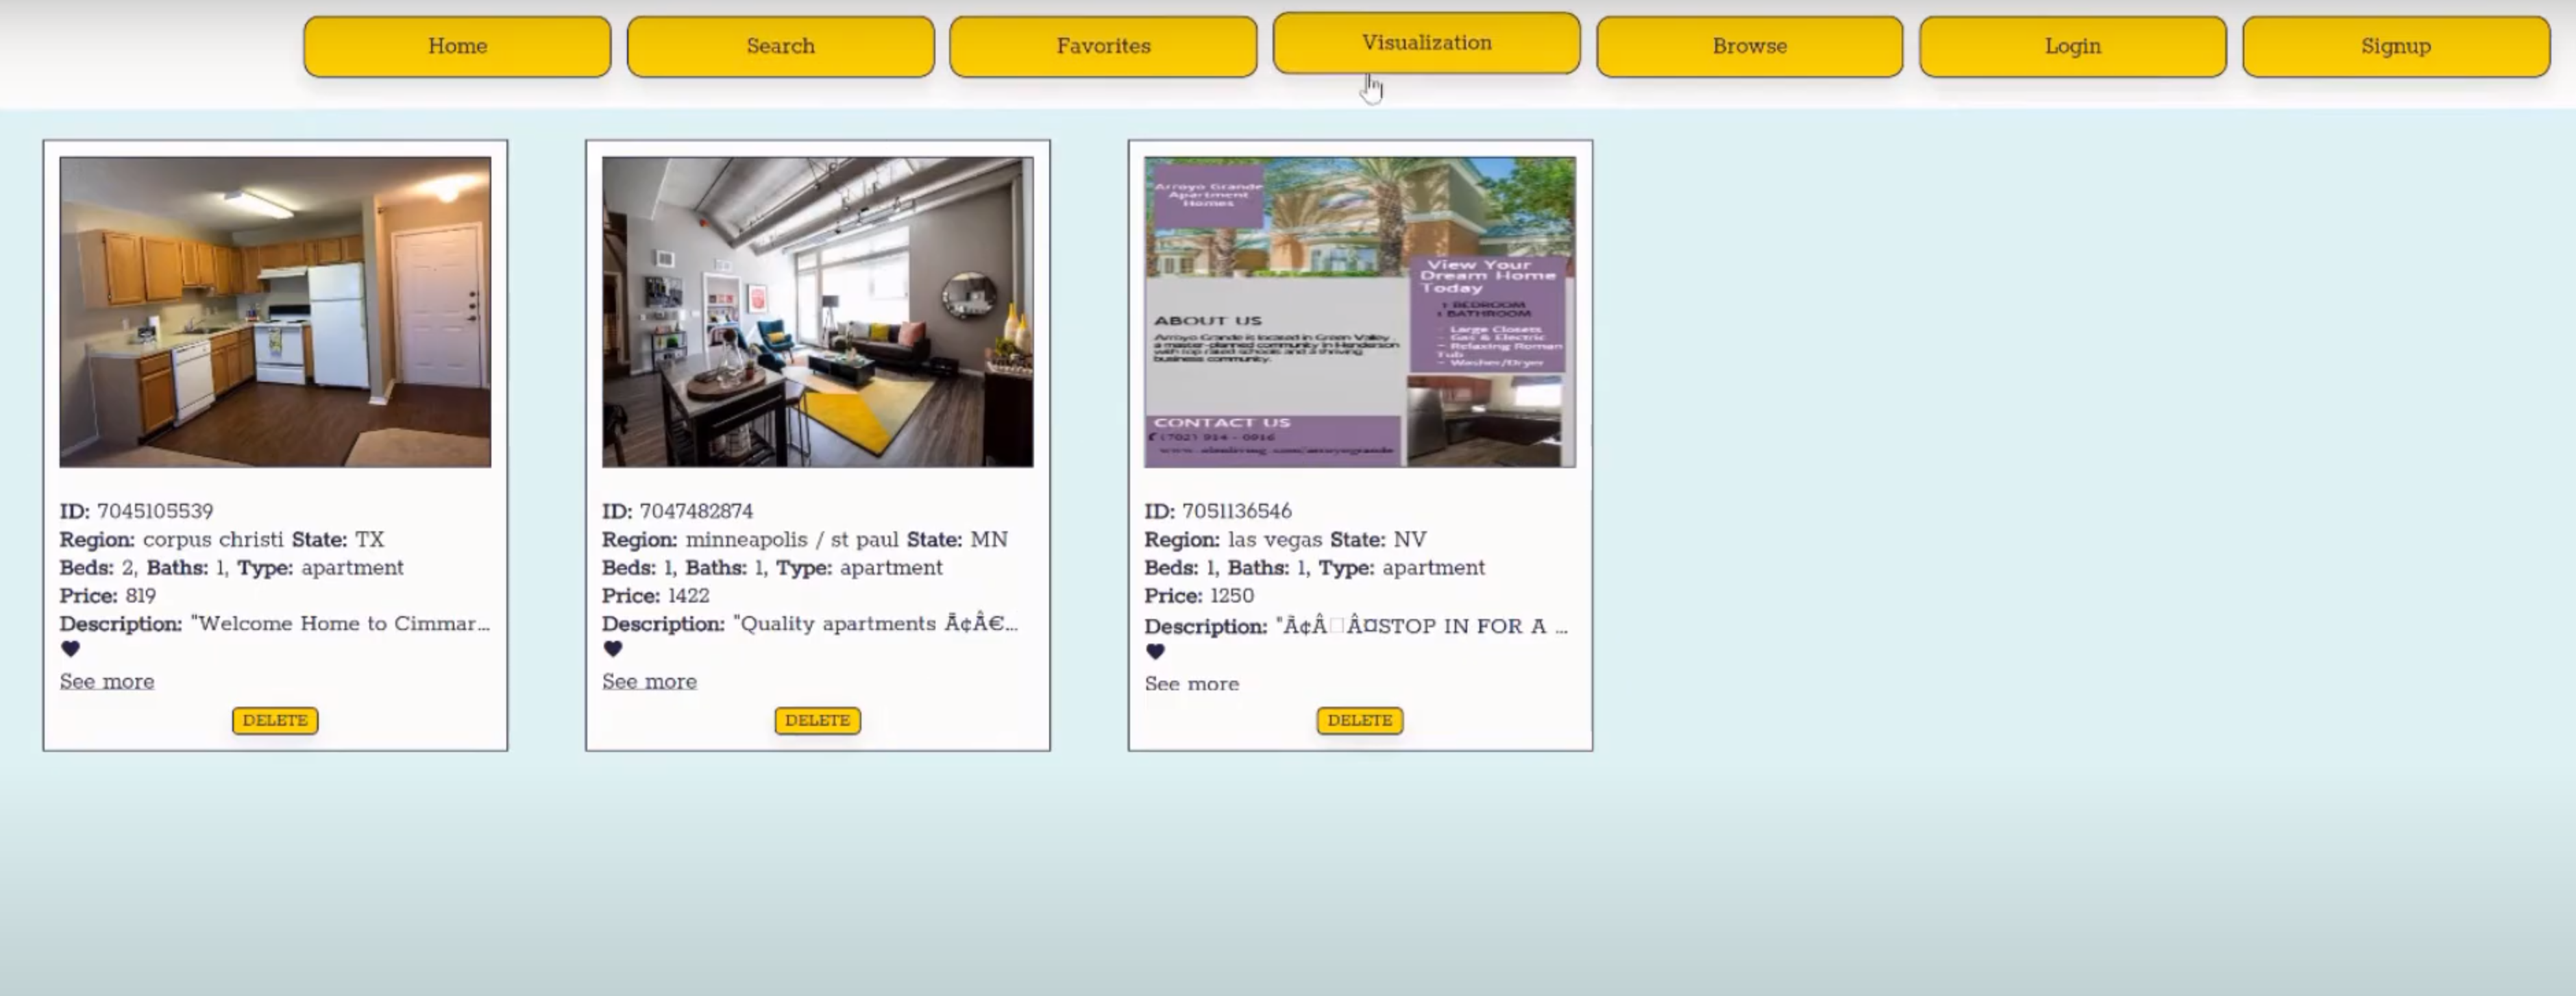 Home
Search
Favorites
Visualization
Browse
Login
Signup
ID: 7045105539
Region: corpus christi State: TX
Beds: 2, Baths: 1, Type: apartment
Price: 819
Description: "Welcome Home to Cimmar...
See more
DELETE
ID: 7047482874
Region: minneapolis / st paul State: MN
Beds: 1, Baths: 1, Type: apartment
Price: 1422
Description: "Quality apartments Ã¢Â€...
See more
DELETE
Arroyo Grande
Apartment
Homes
View Your
Dream Home
Today
1 BEDROOM
1 BATHROOM
- Large Closets
- Gas & Electric
- Relaxing Roman
Tub
- Washer/Dryer
ABOUT US
Arroyo Grande is located in Green Valley,
a master-planned community in Henderson
with top rated schools and a thriving
business community.
CONTACT US
(702) 914 - 0916
ID: 7051136546
Region: las vegas State: NV
Beds: 1, Baths: 1, Type: apartment
Price: 1250
Description: "Ã¢Â Â¤STOP IN FOR A ...
See more
DELETE